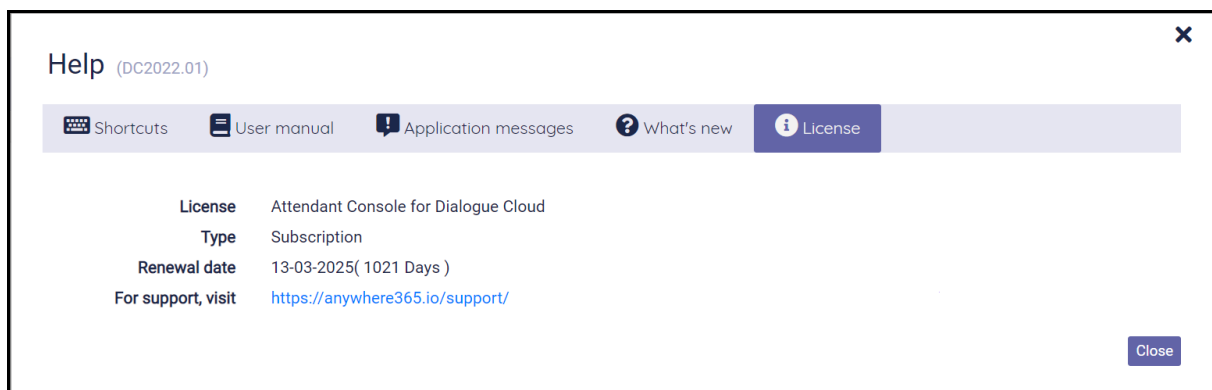 Help (DC2022.01)
Shortcuts User manual Application messages What's new License
License Attendant Console for Dialogue Cloud
Type Subscription
Renewal date 13-03-2025( 1021 Days )
For support, visit https://anywhere365.io/support/
Close